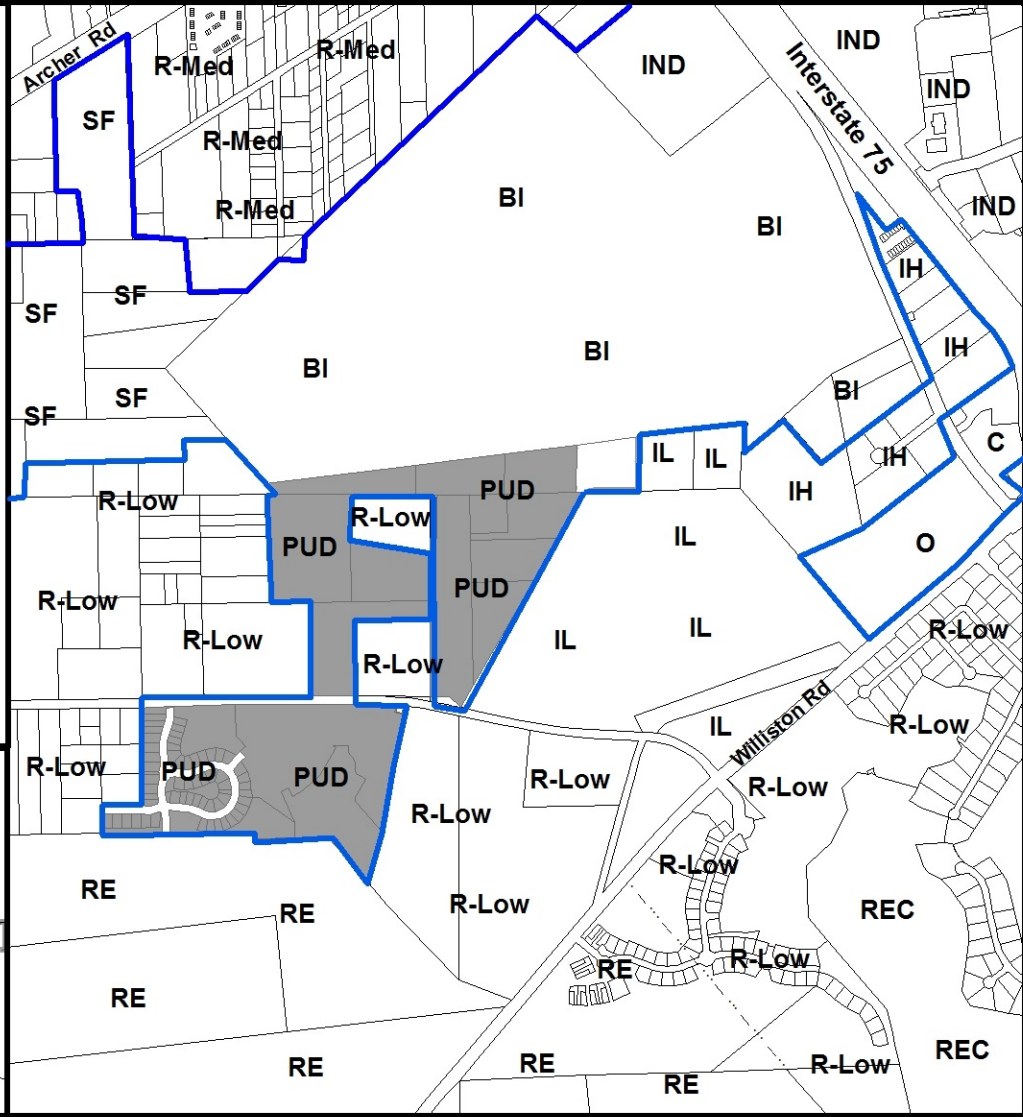 Archer Rd
R-Med
R-Med
IND
IND
Interstate 75
IND
SF
R-Med
R-Med
BI
IND
BI
IH
SF
SF
BI
BI
IH
SF
SF
BI
C
IL
IL
IH
R-Low
PUD
IH
R-Low
PUD
IL
O
PUD
R-Low
R-Low
R-Low
IL
IL
R-Low
R-Low
IL
Williston Rd
R-Low
PUD
PUD
R-Low
R-Low
R-Low
R-Low
R-Low
RE
RE
R-Low
REC
RE
R-Low
RE
RE
RE
RE
R-Low
REC